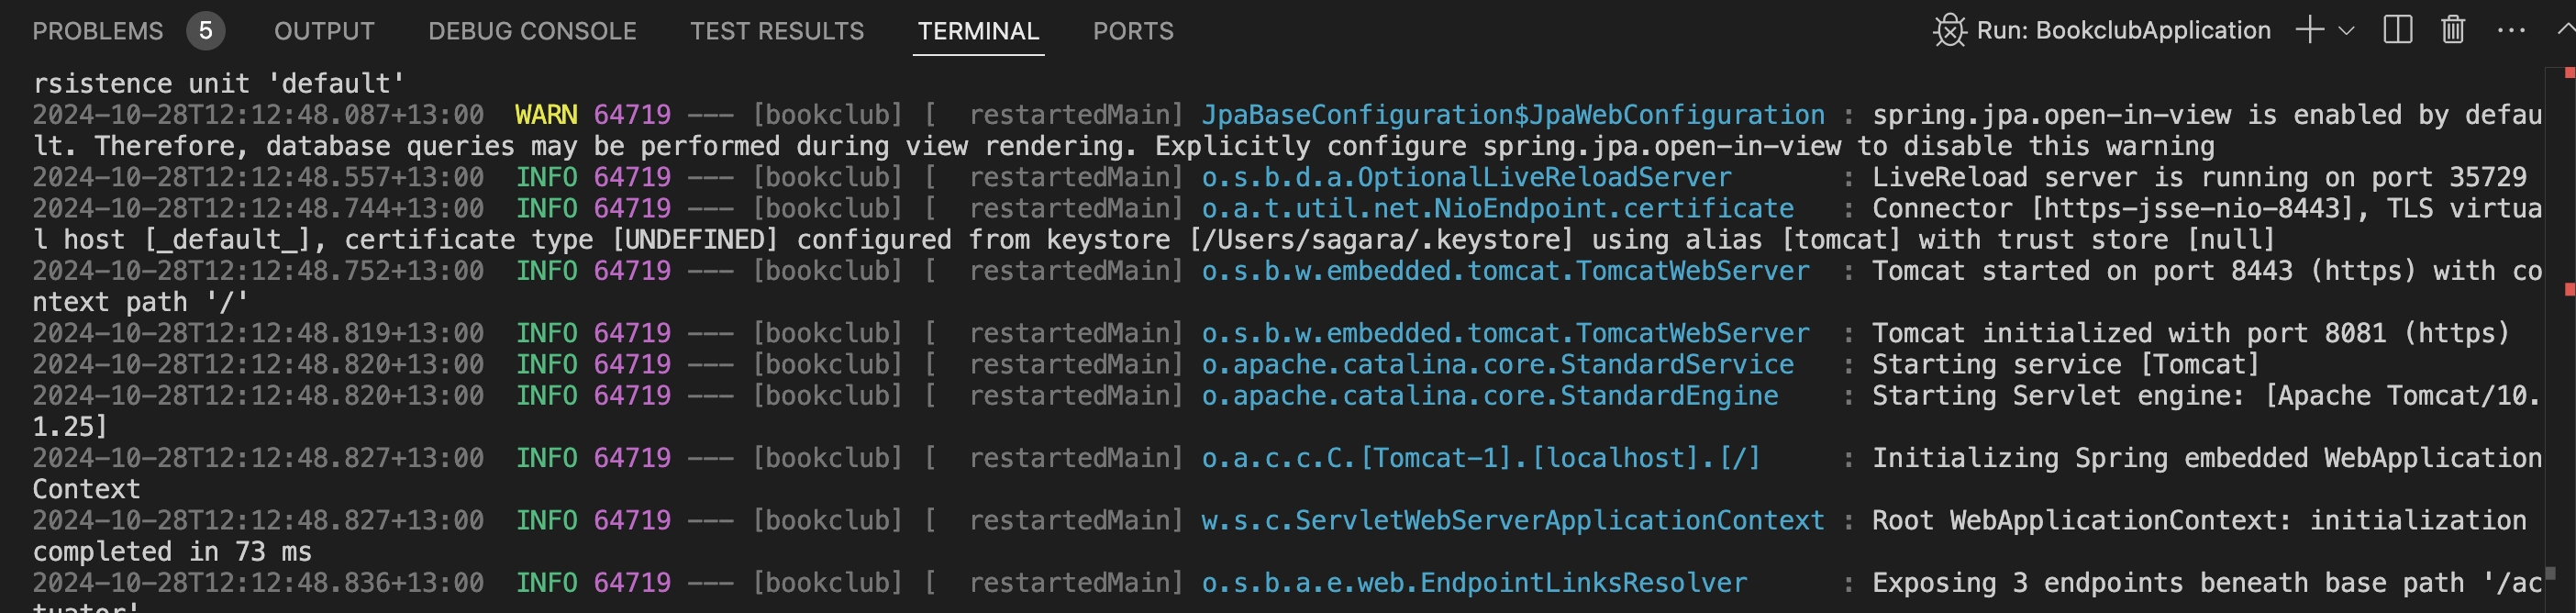 PROBLEMS 5 OUTPUT DEBUG CONSOLE TEST RESULTS TERMINAL PORTS Run: BookclubApplication
rsistence unit 'default'
2024-10-28T12:12:48.087+13:00  WARN 64719 --- [bookclub] [  restartedMain] JpaBaseConfiguration$JpaWebConfiguration : spring.jpa.open-in-view is enabled by defau
lt. Therefore, database queries may be performed during view rendering. Explicitly configure spring.jpa.open-in-view to disable this warning
2024-10-28T12:12:48.557+13:00  INFO 64719 --- [bookclub] [  restartedMain] o.s.b.d.a.OptionalLiveReloadServer       : LiveReload server is running on port 35729
2024-10-28T12:12:48.744+13:00  INFO 64719 --- [bookclub] [  restartedMain] o.a.t.util.net.NioEndpoint.certificate   : Connector [https-jsse-nio-8443], TLS virtua
l host [_default_], certificate type [UNDEFINED] configured from keystore [/Users/sagara/.keystore] using alias [tomcat] with trust store [null]
2024-10-28T12:12:48.752+13:00  INFO 64719 --- [bookclub] [  restartedMain] o.s.b.w.embedded.tomcat.TomcatWebServer  : Tomcat started on port 8443 (https) with co
ntext path '/'
2024-10-28T12:12:48.819+13:00  INFO 64719 --- [bookclub] [  restartedMain] o.s.b.w.embedded.tomcat.TomcatWebServer  : Tomcat initialized with port 8081 (https)
2024-10-28T12:12:48.820+13:00  INFO 64719 --- [bookclub] [  restartedMain] o.apache.catalina.core.StandardService   : Starting service [Tomcat]
2024-10-28T12:12:48.820+13:00  INFO 64719 --- [bookclub] [  restartedMain] o.apache.catalina.core.StandardEngine    : Starting Servlet engine: [Apache Tomcat/10.
1.25]
2024-10-28T12:12:48.827+13:00  INFO 64719 --- [bookclub] [  restartedMain] o.a.c.c.C.[Tomcat-1].[localhost].[/]     : Initializing Spring embedded WebApplication
Context
2024-10-28T12:12:48.827+13:00  INFO 64719 --- [bookclub] [  restartedMain] w.s.c.ServletWebServerApplicationContext : Root WebApplicationContext: initialization
completed in 73 ms
2024-10-28T12:12:48.836+13:00  INFO 64719 --- [bookclub] [  restartedMain] o.s.b.a.e.web.EndpointLinksResolver      : Exposing 3 endpoints beneath base path '/ac
tuator'